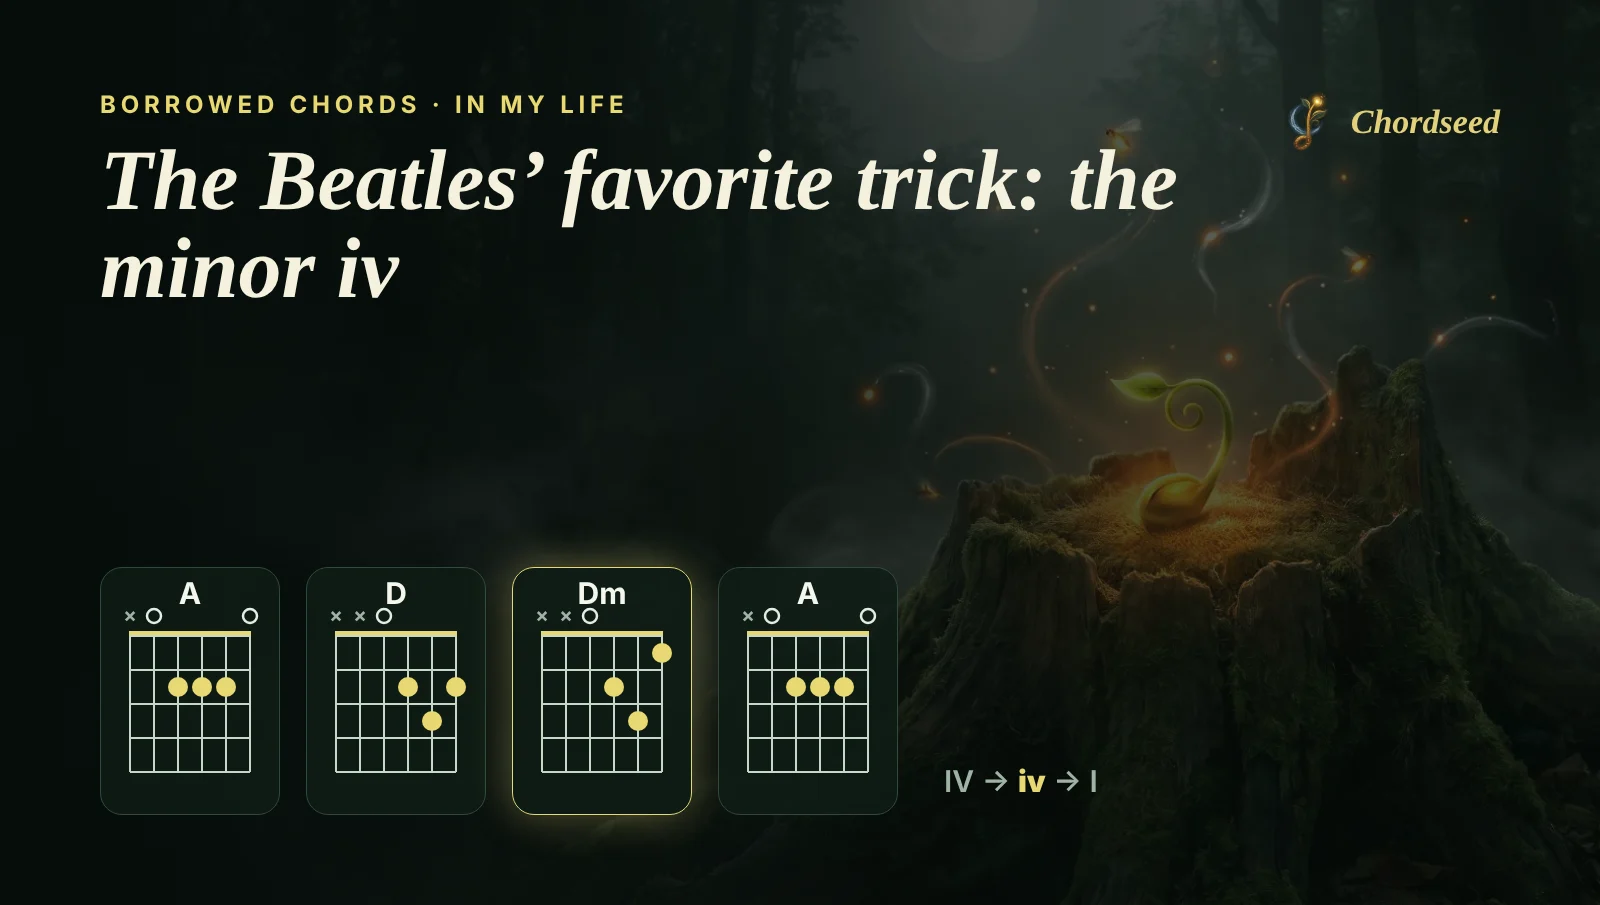 BORROWED CHORDS · IN MY LIFE
Chordseed
The Beatles’ favorite trick: the
minor iv
A
D
Dm
A
IV → iv → I